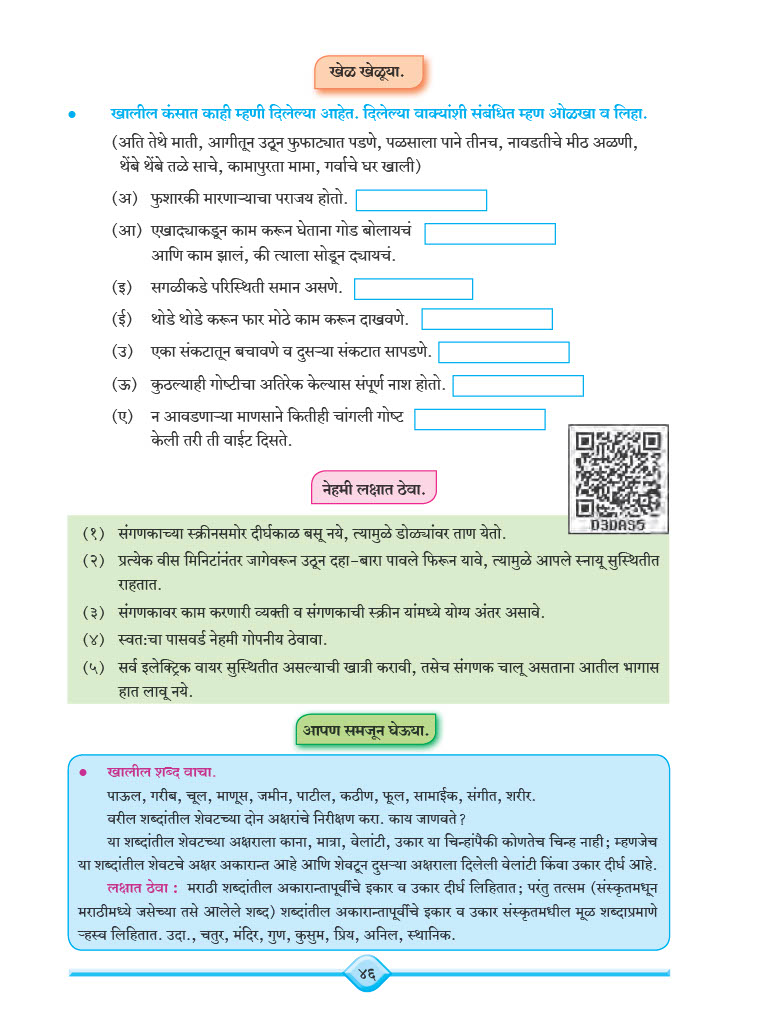 खेळ खेळूया.
● खालील कंसात काही म्हणी दिलेल्या आहेत. दिलेल्या वाक्यांशी संबंधित म्हण ओळखा व लिहा.
(अति तेथे माती, आगीतून उठून फुफाट्यात पडणे, पळसाला पाने तीनच, नावडतीचे मीठ अळणी,
थेंबे थेंबे तळे साचे, कामापुरता मामा, गर्वाचे घर खाली)
(अ) फुशारकी मारणाऱ्याचा पराजय होतो.
(आ) एखाद्याकडून काम करून घेताना गोड बोलायचं
आणि काम झालं, की त्याला सोडून द्यायचं.
(इ) सगळीकडे परिस्थिती समान असणे.
(ई) थोडे थोडे करून फार मोठे काम करून दाखवणे.
(उ) एका संकटातून बचावणे व दुसऱ्या संकटात सापडणे.
(ऊ) कुठल्याही गोष्टीचा अतिरेक केल्यास संपूर्ण नाश होतो.
(ए) न आवडणाऱ्या माणसाने कितीही चांगली गोष्ट
केली तरी ती वाईट दिसते.
D3DAS5
नेहमी लक्षात ठेवा.
(१) संगणकाच्या स्क्रीनसमोर दीर्घकाळ बसू नये, त्यामुळे डोळ्यांवर ताण येतो.
(२) प्रत्येक वीस मिनिटांनंतर जागेवरून उठून दहा-बारा पावले फिरून यावे, त्यामुळे आपले स्नायू सुस्थितीत
राहतात.
(३) संगणकावर काम करणारी व्यक्ती व संगणकाची स्क्रीन यांमध्ये योग्य अंतर असावे.
(४) स्वत:चा पासवर्ड नेहमी गोपनीय ठेवावा.
(५) सर्व इलेक्ट्रिक वायर सुस्थितीत असल्याची खात्री करावी, तसेच संगणक चालू असताना आतील भागास
हात लावू नये.
आपण समजून घेऊया.
● खालील शब्द वाचा.
पाऊल, गरीब, चूल, माणूस, जमीन, पाटील, कठीण, फूल, सामाईक, संगीत, शरीर.
वरील शब्दांतील शेवटच्या दोन अक्षरांचे निरीक्षण करा. काय जाणवते?
या शब्दांतील शेवटच्या अक्षराला काना, मात्रा, वेलांटी, उकार या चिन्हांपैकी कोणतेच चिन्ह नाही; म्हणजेच
या शब्दांतील शेवटचे अक्षर अकारान्त आहे आणि शेवटून दुसऱ्या अक्षराला दिलेली वेलांटी किंवा उकार दीर्घ आहे.
लक्षात ठेवा : मराठी शब्दांतील अकारान्तापूर्वीचे इकार व उकार दीर्घ लिहितात; परंतु तत्सम (संस्कृतमधून
मराठीमध्ये जसेच्या तसे आलेले शब्द) शब्दांतील अकारान्तापूर्वीचे इकार व उकार संस्कृतमधील मूळ शब्दाप्रमाणे
ऱ्हस्व लिहितात. उदा., चतुर, मंदिर, गुण, कुसुम, प्रिय, अनिल, स्थानिक.
४६